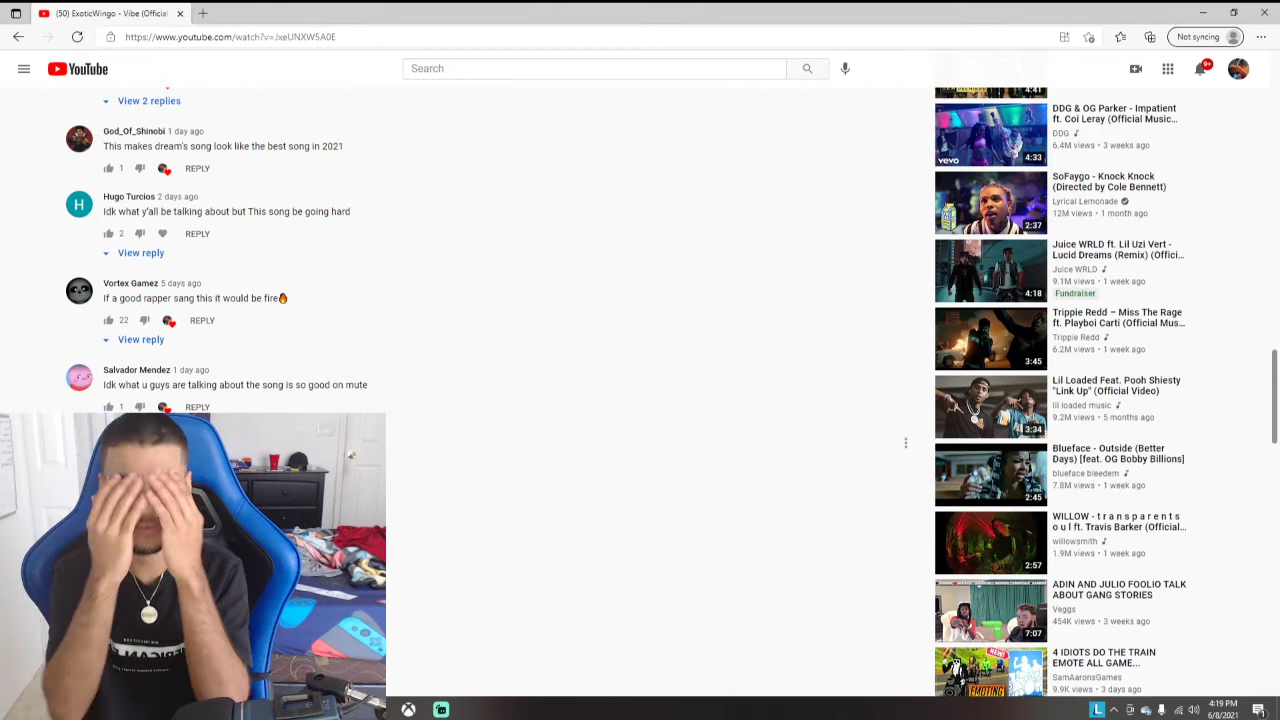 (50) ExoticWingo - Vibe (Official
https://www.youtube.com/watch?v=JxeUNXW5A0E
Not syncing
YouTube
Search
9+
View 2 replies
God_Of_Shinobi 1 day ago
This makes dream's song look like the best song in 2021
1 REPLY
Hugo Turcios 2 days ago
Idk what y'all be talking about but This song be going hard
2 REPLY
View reply
Vortex Gamez 5 days ago
If a good rapper sang this it would be fire🔥
22 REPLY
View reply
Salvador Mendez 1 day ago
Idk what u guys are talking about the song is so good on mute
1 REPLY
4:41
DDG & OG Parker - Impatient
ft. Coi Leray (Official Music...
DDG
6.4M views • 3 weeks ago
vevo
4:33
SoFaygo - Knock Knock
(Directed by Cole Bennett)
Lyrical Lemonade
12M views • 1 month ago
2:37
Juice WRLD ft. Lil Uzi Vert -
Lucid Dreams (Remix) (Offici...
Juice WRLD
9.1M views • 1 week ago
Fundraiser
4:18
Trippie Redd – Miss The Rage
ft. Playboi Carti (Official Mus...
Trippie Redd
6.2M views • 1 week ago
3:45
Lil Loaded Feat. Pooh Shiesty
"Link Up" (Official Video)
lil loaded music
9.2M views • 5 months ago
3:34
Blueface - Outside (Better
Days) [feat. OG Bobby Billions]
blueface bleedem
7.8M views • 1 week ago
2:45
WILLOW - t r a n s p a r e n t s
o u l ft. Travis Barker (Official...
willowsmith
1.9M views • 1 week ago
2:57
ADIN AND JULIO FOOLIO TALK
ABOUT GANG STORIES
Veggs
454K views • 3 weeks ago
7:07
4 IDIOTS DO THE TRAIN
EMOTE ALL GAME...
SamAaronsGames
9.9K views • 3 days ago
NEW!
EMOTING
H
L
4:19 PM
6/8/2021